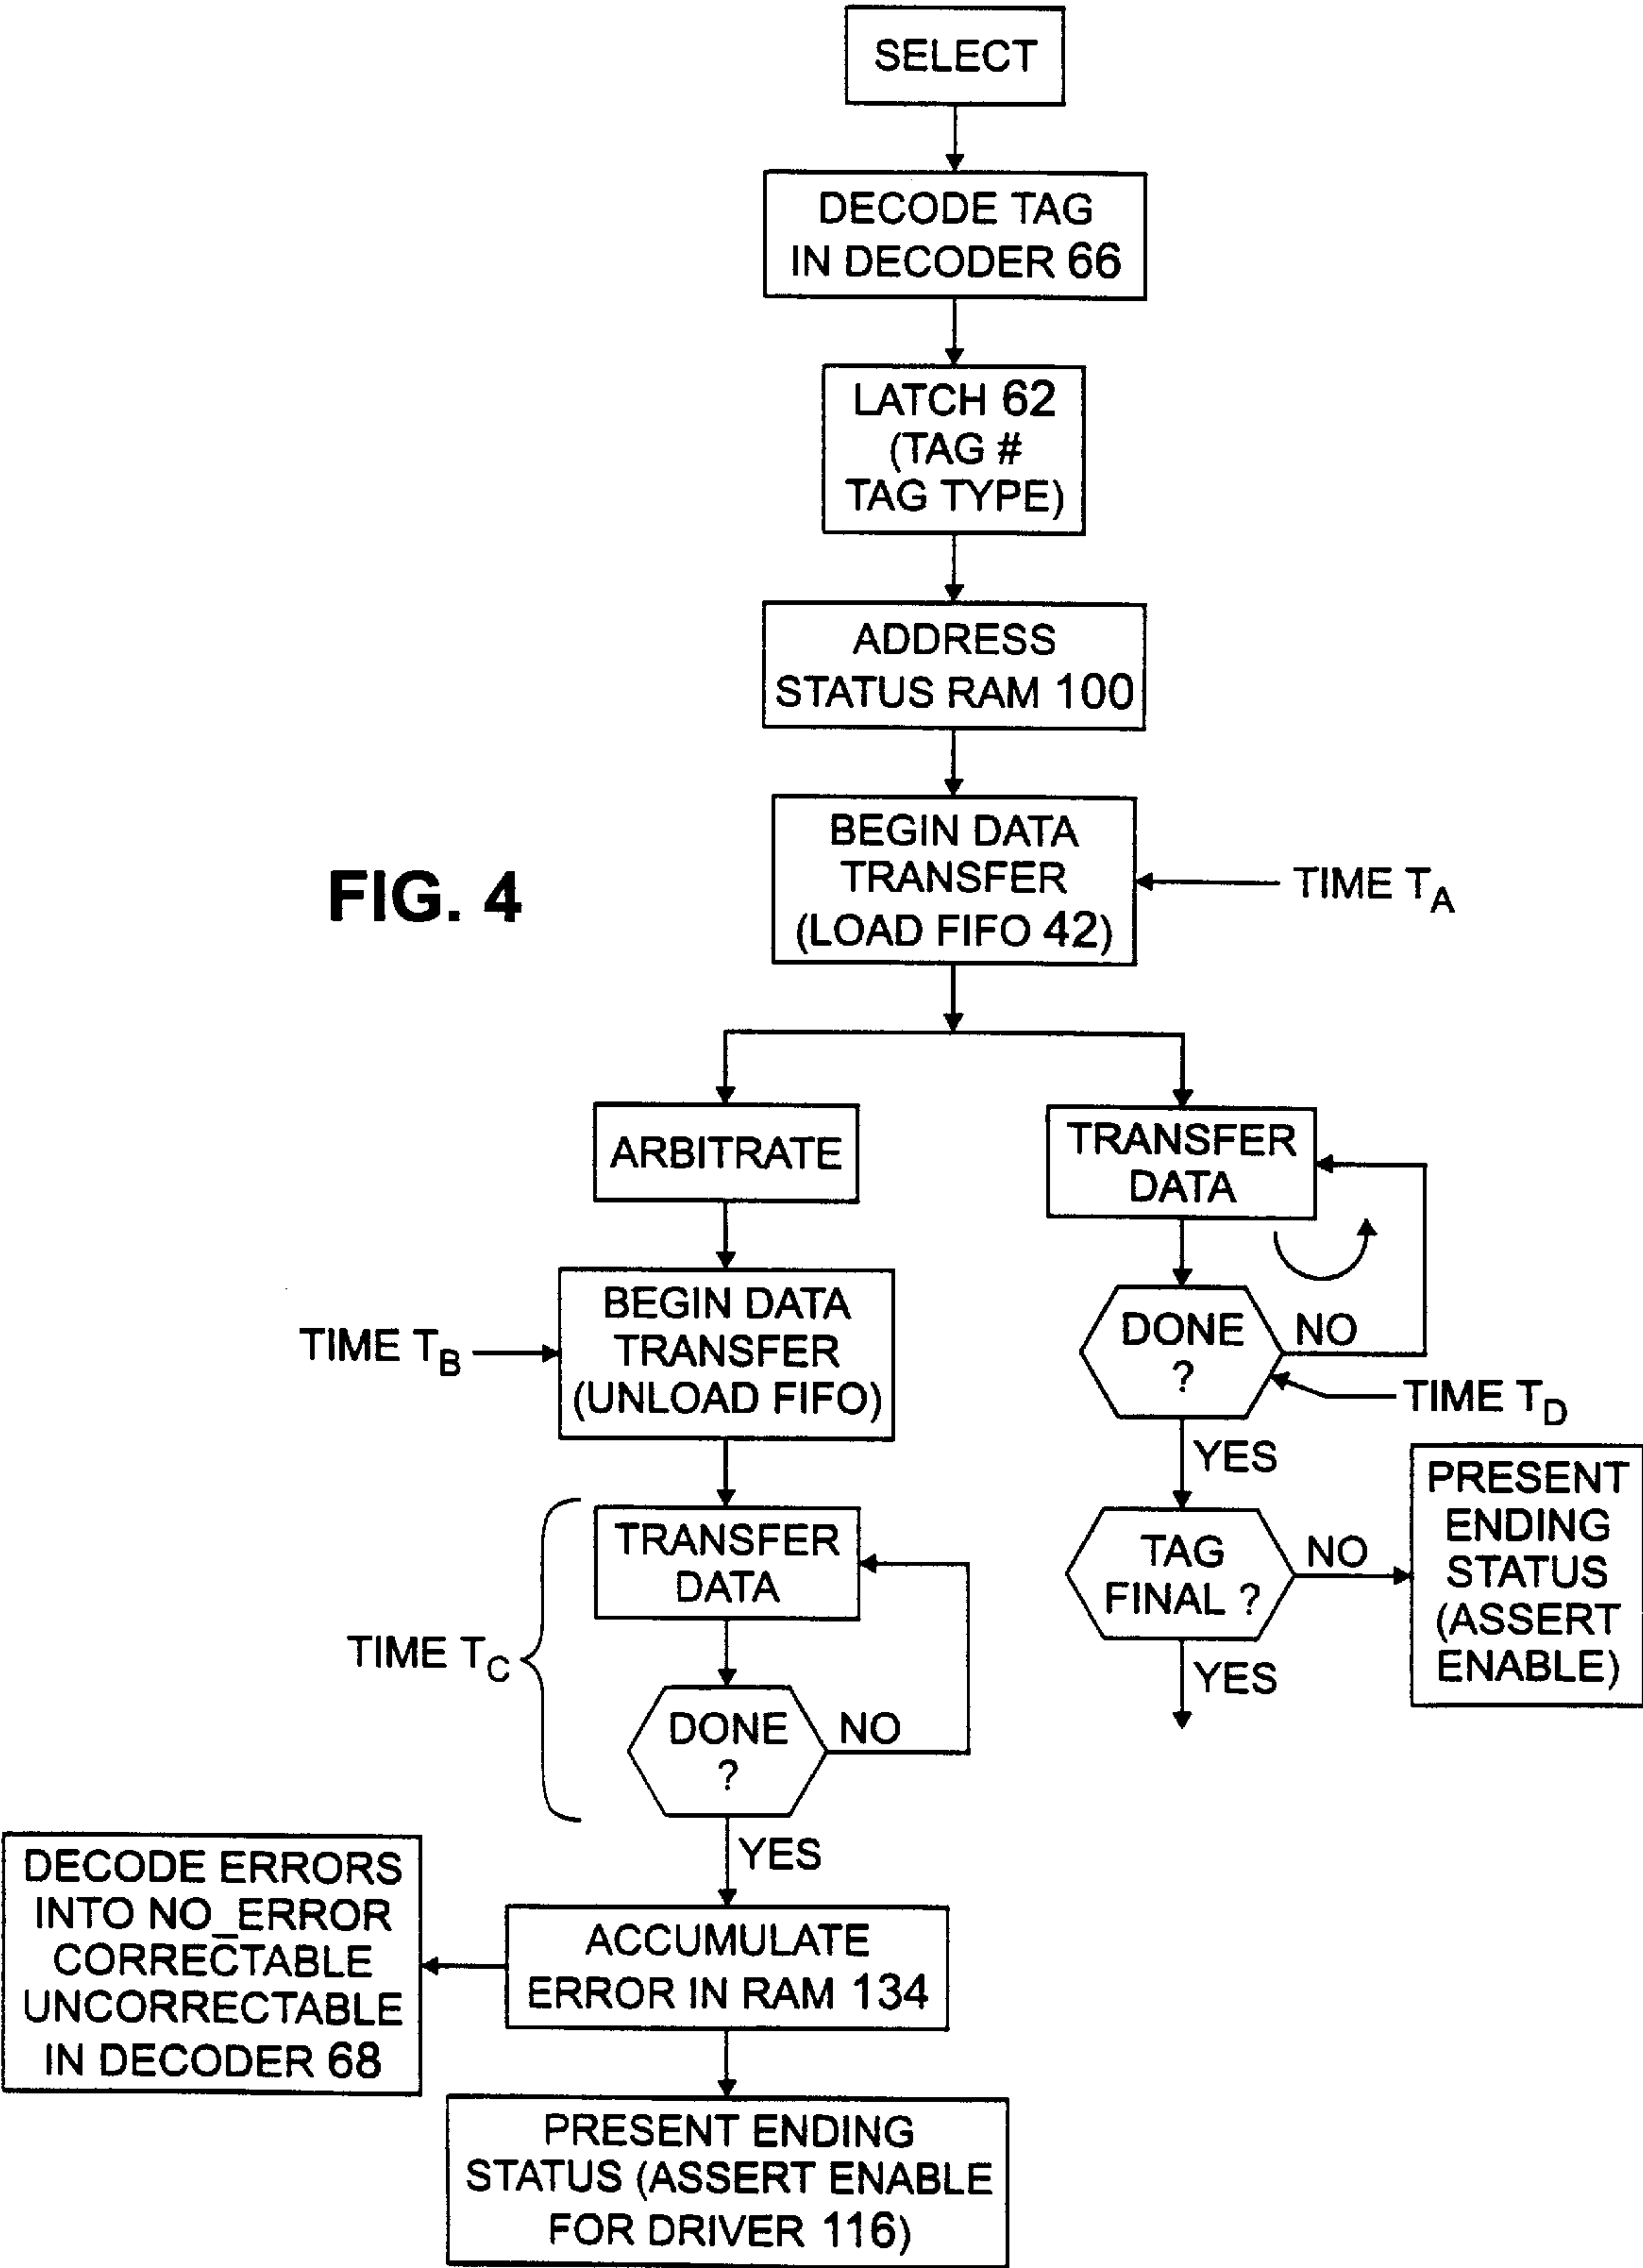 SELECT
DECODE TAG
IN DECODER 66
LATCH 62
(TAG #
TAG TYPE)
ADDRESS
STATUS RAM 100
BEGIN DATA
TRANSFER
(LOAD FIFO 42)
TIME TA
FIG. 4
ARBITRATE
TRANSFER
DATA
BEGIN DATA
TRANSFER
(UNLOAD FIFO)
TIME TB
DONE
?
NO
TIME TD
YES
TAG
FINAL ?
NO
PRESENT
ENDING
STATUS
(ASSERT
ENABLE)
YES
TRANSFER
DATA
TIME TC
DONE
?
NO
YES
DECODE ERRORS
INTO NO_ERROR
CORRECTABLE
UNCORRECTABLE
IN DECODER 68
ACCUMULATE
ERROR IN RAM 134
PRESENT ENDING
STATUS (ASSERT ENABLE
FOR DRIVER 116)